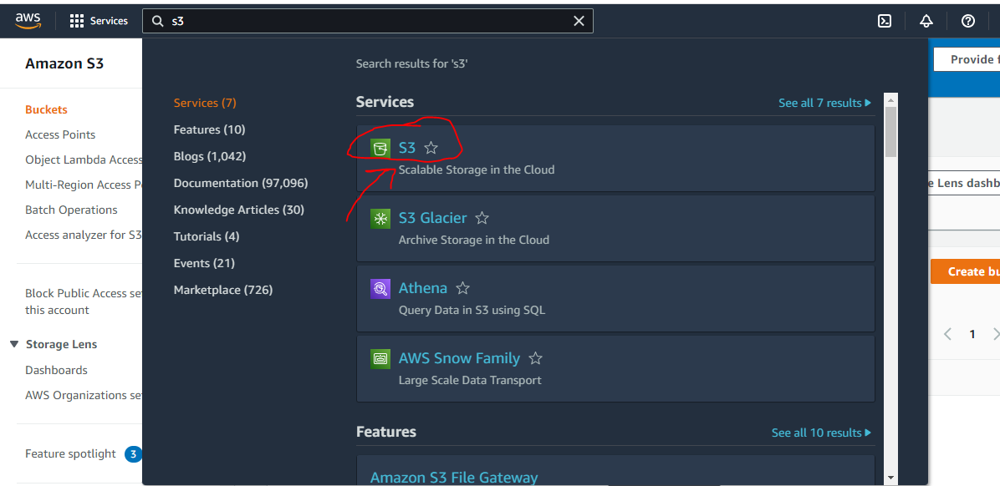 aws
Services
s3
Amazon S3
Buckets
Access Points
Object Lambda Access
Multi-Region Access
Batch Operations
Access analyzer for S3
Block Public Access
this account
Storage Lens
Dashboards
AWS Organizations
Feature spotlight 3
Search results for 's3'
Services (7)
Features (10)
Blogs (1,042)
Documentation (97,096)
Knowledge Articles (30)
Tutorials (4)
Events (21)
Marketplace (726)
Services
See all 7 results
S3
Scalable Storage in the Cloud
S3 Glacier
Archive Storage in the Cloud
Athena
Query Data in S3 using SQL
AWS Snow Family
Large Scale Data Transport
Features
See all 10 results
Amazon S3 File Gateway
Provide f
e Lens dashb
Create bu
1